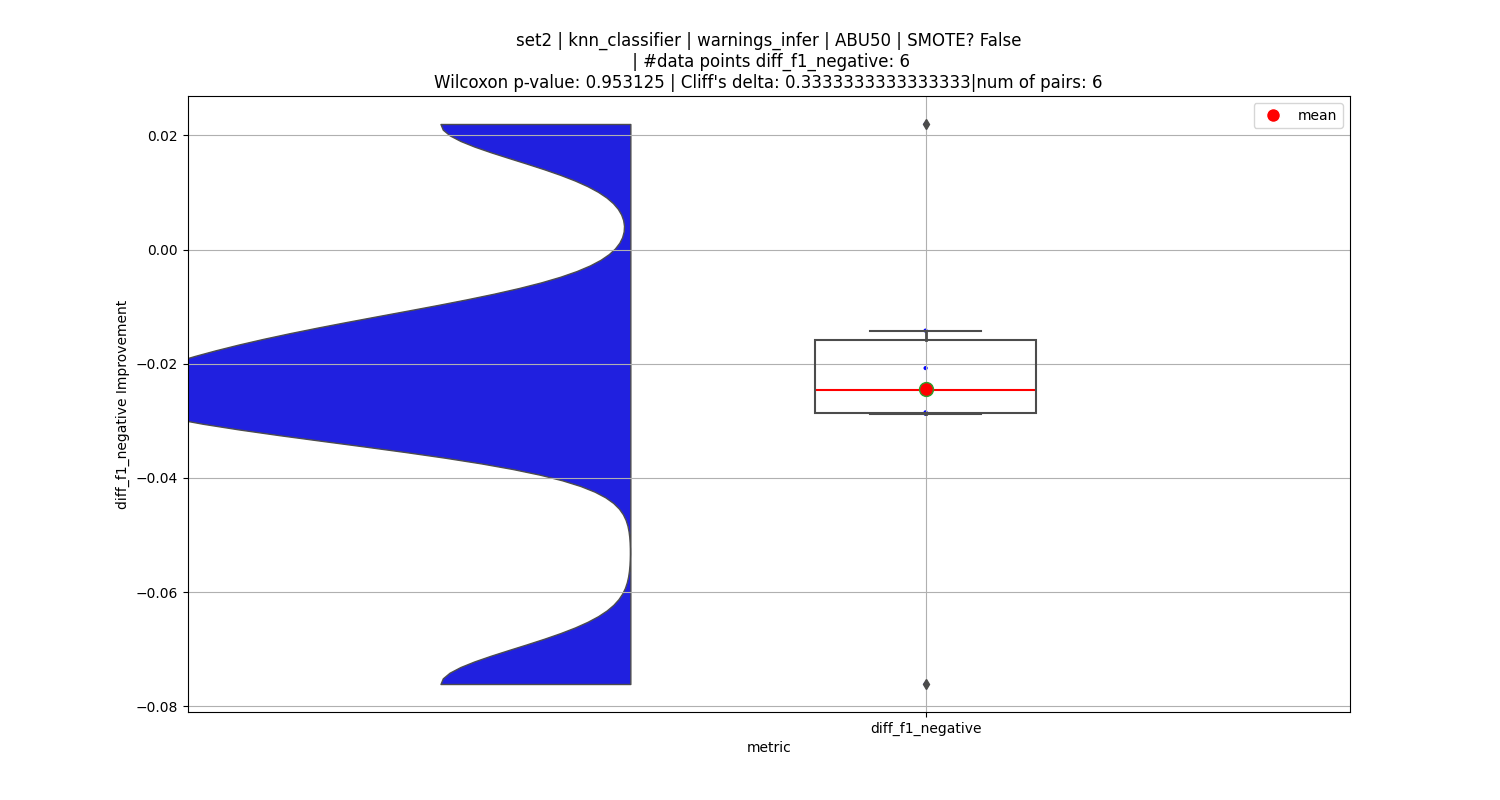 set2 | knn_classifier | warnings_infer | ABU50 | SMOTE? False
| #data points diff_f1_negative: 6
Wilcoxon p-value: 0.953125 | Cliff's delta: 0.3333333333333333|num of pairs: 6
mean
0.02
0.00
−0.02
−0.04
−0.06
−0.08
diff_f1_negative Improvement
diff_f1_negative
metric